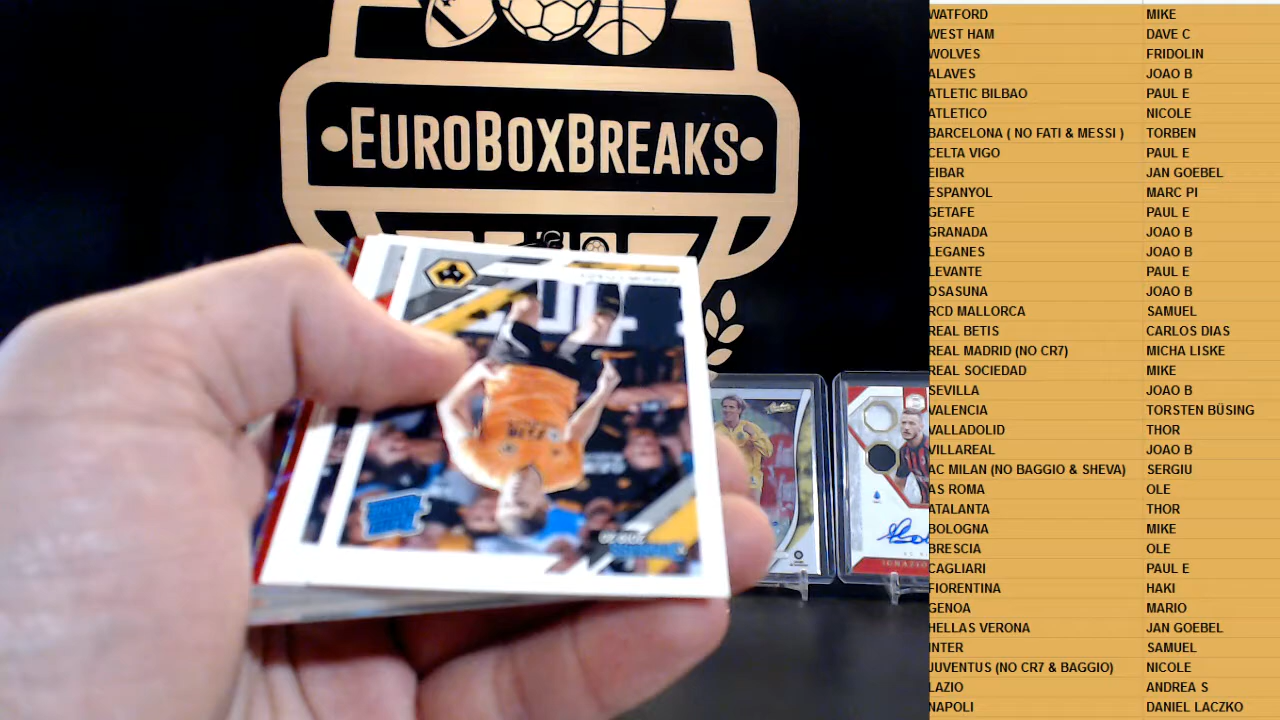 EUROBOXBREAKS
WATFORD MIKE
WEST HAM DAVE C
WOLVES FRIDOLIN
ALAVES JOAO B
ATLETIC BILBAO PAUL E
ATLETICO NICOLE
BARCELONA ( NO FATI & MESSI ) TORBEN
CELTA VIGO PAUL E
EIBAR JAN GOEBEL
ESPANYOL MARC PI
GETAFE PAUL E
GRANADA JOAO B
LEGANES JOAO B
LEVANTE PAUL E
OSASUNA JOAO B
RCD MALLORCA SAMUEL
REAL BETIS CARLOS DIAS
REAL MADRID (NO CR7) MICHA LISKE
REAL SOCIEDAD MIKE
SEVILLA JOAO B
VALENCIA TORSTEN BÜSING
VALLADOLID THOR
VILLAREAL JOAO B
AC MILAN (NO BAGGIO & SHEVA) SERGIU
AS ROMA OLE
ATALANTA THOR
BOLOGNA MIKE
BRESCIA OLE
CAGLIARI PAUL E
FIORENTINA HAKI
GENOA MARIO
HELLAS VERONA JAN GOEBEL
INTER SAMUEL
JUVENTUS (NO CR7 & BAGGIO) NICOLE
LAZIO ANDREA S
NAPOLI DANIEL LACZKO